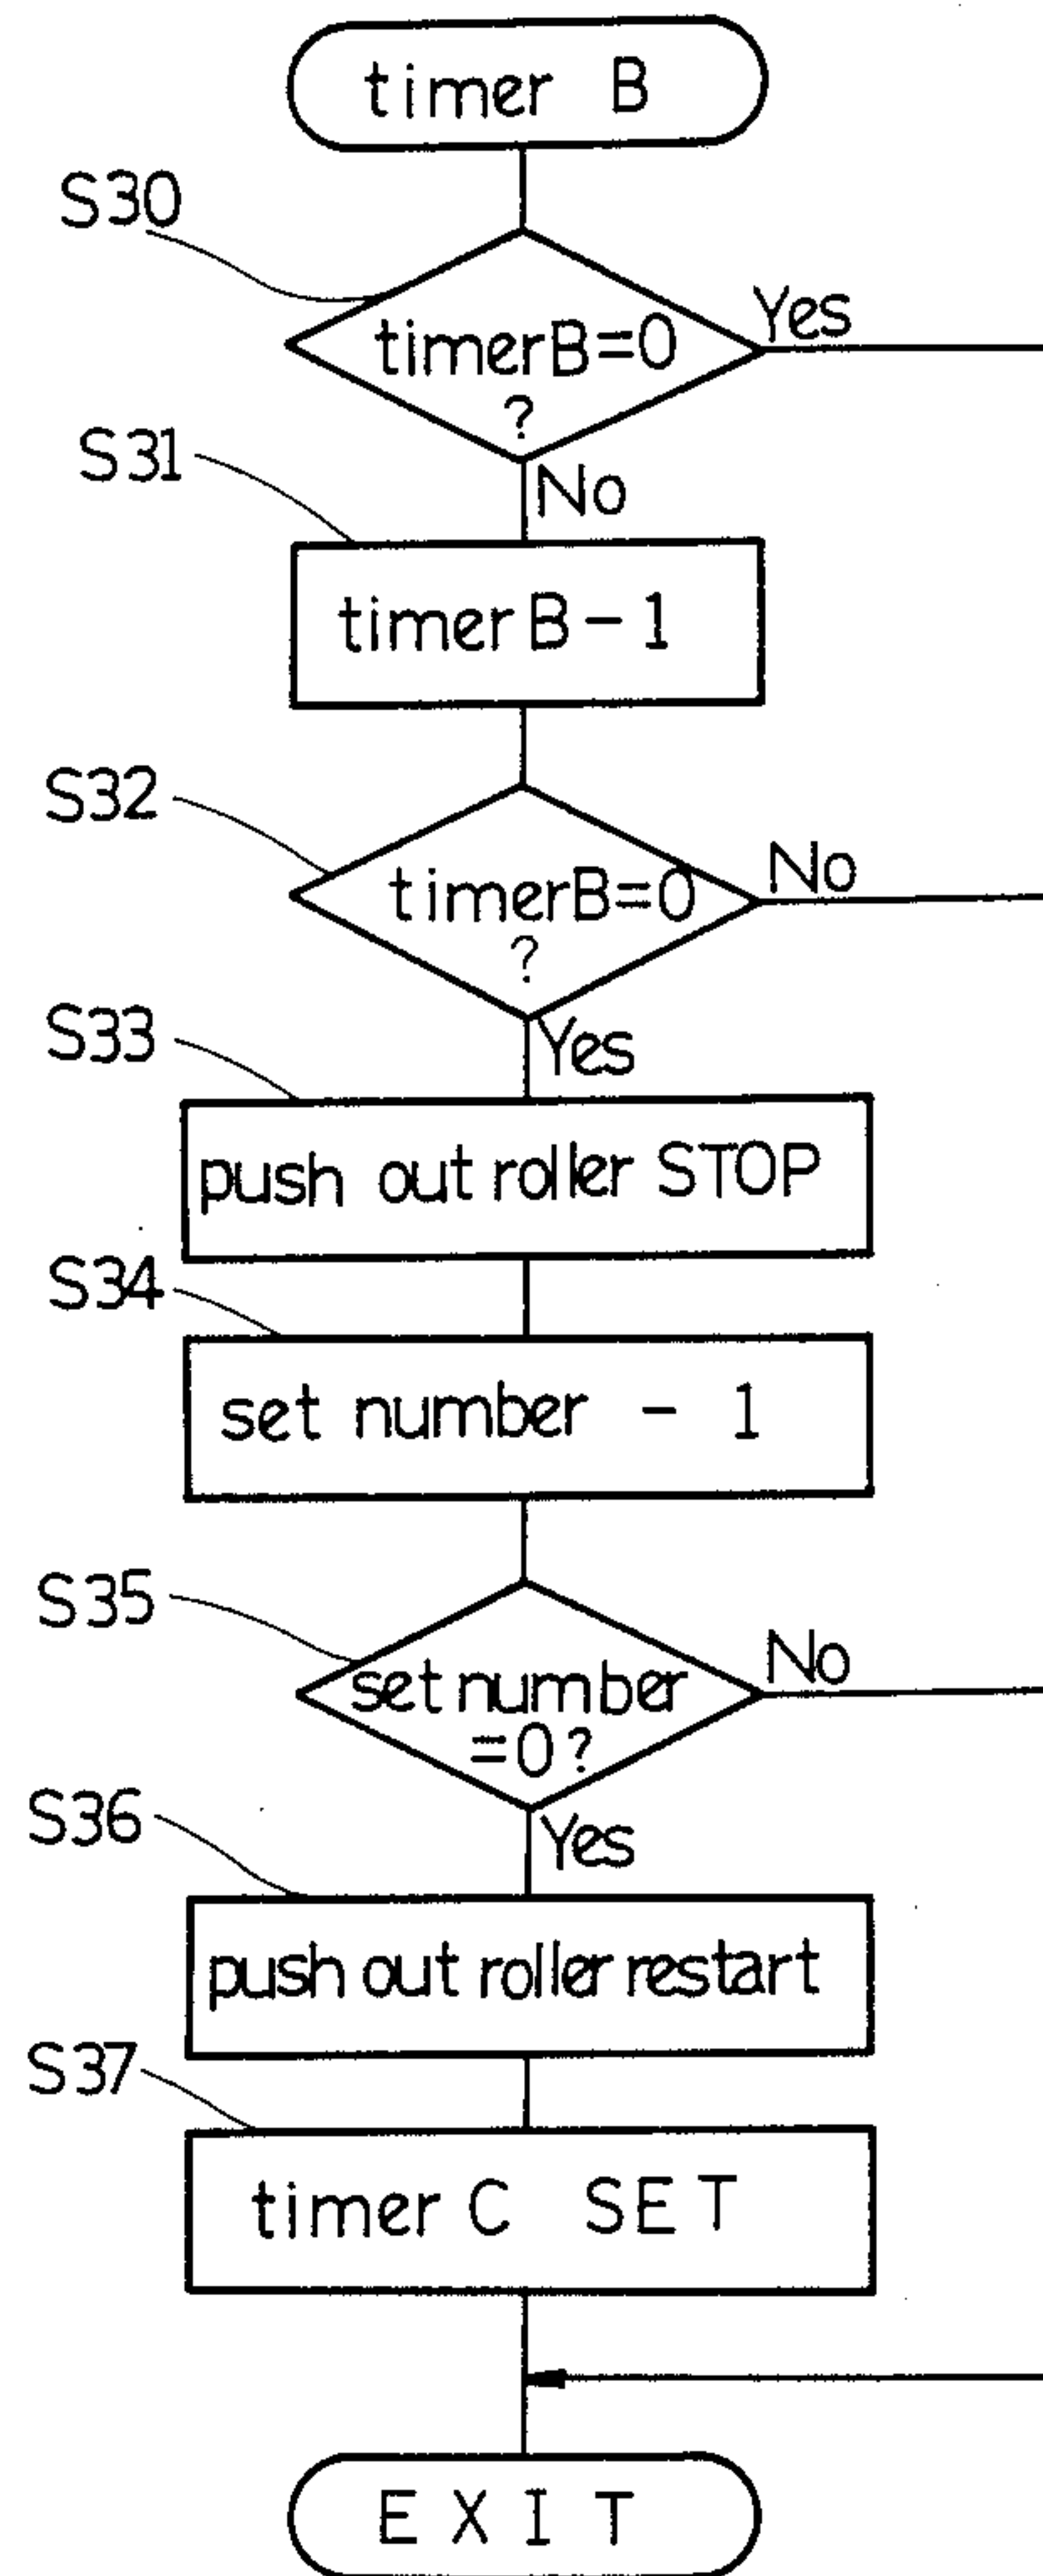 timer B
S30
timerB=0
?
Yes
No
S31
timerB-1
S32
timerB=0
?
No
Yes
S33
push out roller STOP
S34
set number - 1
S35
set number
=0?
No
Yes
S36
push out roller restart
S37
timer C SET
EXIT